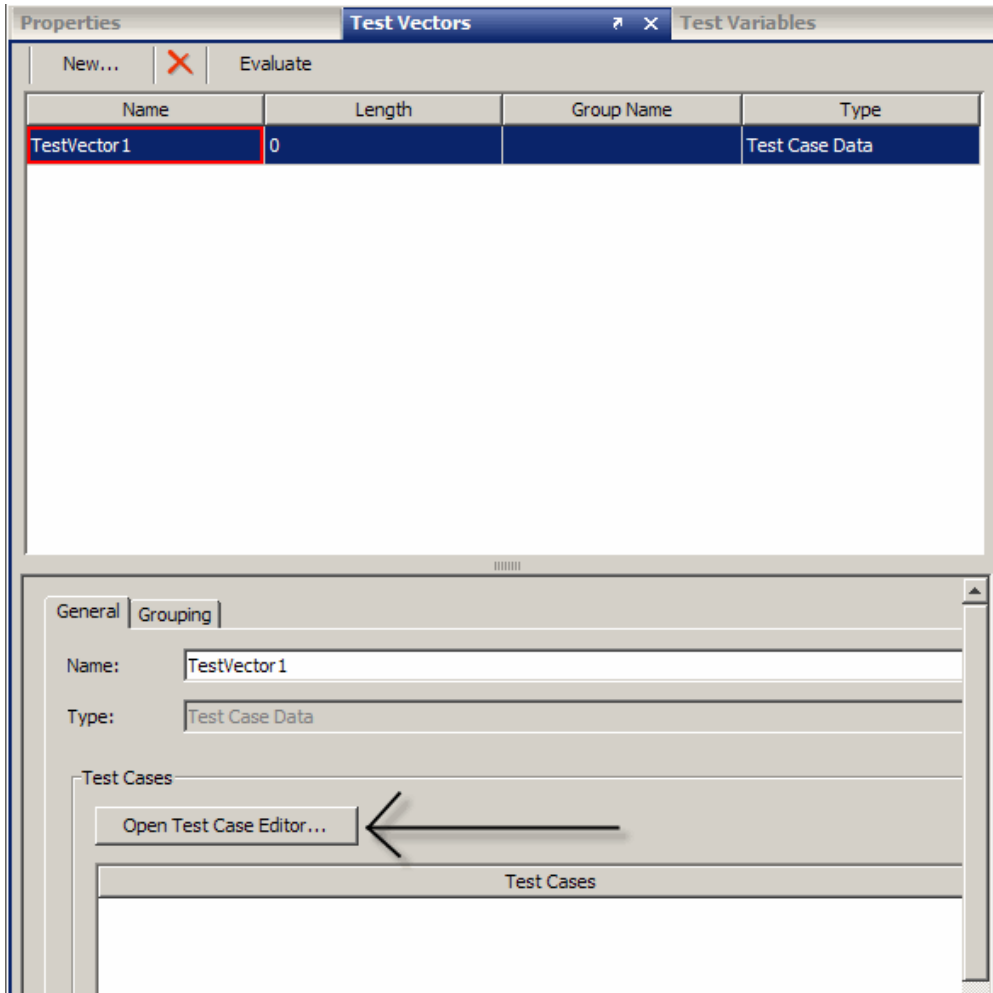 Properties Test Vectors Test Variables
New... Evaluate
Name Length Group Name Type
TestVector1 0 Test Case Data
General Grouping
Name: TestVector1
Type: Test Case Data
Test Cases
Open Test Case Editor...
Test Cases